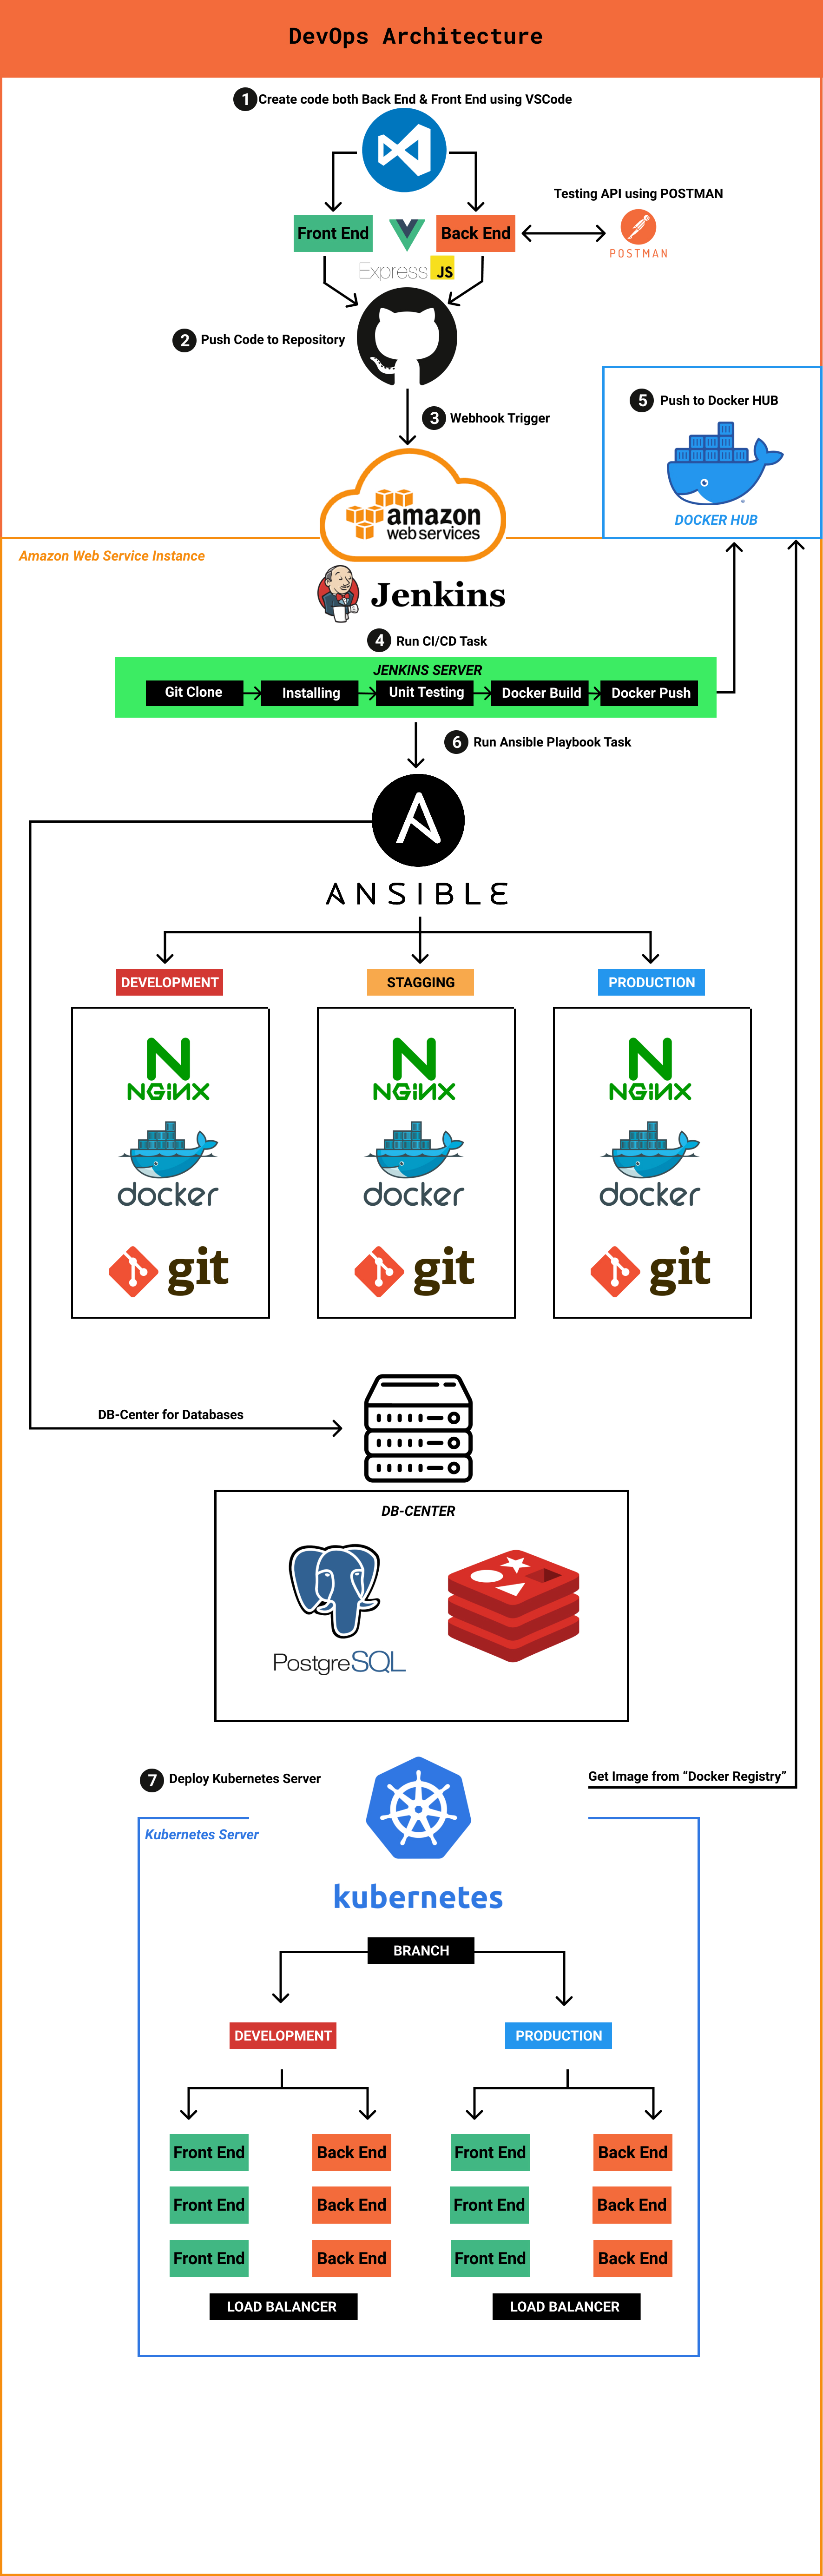 DevOps Architecture
1 Create code both Back End & Front End using VSCode
Testing API using POSTMAN
Front End
Back End
POSTMAN
Express JS
2 Push Code to Repository
3 Webhook Trigger
5 Push to Docker HUB
DOCKER HUB
amazon
web services
Amazon Web Service Instance
Jenkins
4 Run CI/CD Task
JENKINS SERVER
Git Clone
Installing
Unit Testing
Docker Build
Docker Push
6 Run Ansible Playbook Task
ANSIBLE
DEVELOPMENT
STAGGING
PRODUCTION
NGINX
NGINX
NGINX
docker
docker
docker
git
git
git
DB-Center for Databases
DB-CENTER
PostgreSQL
7 Deploy Kubernetes Server
Get Image from “Docker Registry”
Kubernetes Server
kubernetes
BRANCH
DEVELOPMENT
PRODUCTION
Front End
Back End
Front End
Back End
Front End
Back End
Front End
Back End
Front End
Back End
Front End
Back End
LOAD BALANCER
LOAD BALANCER